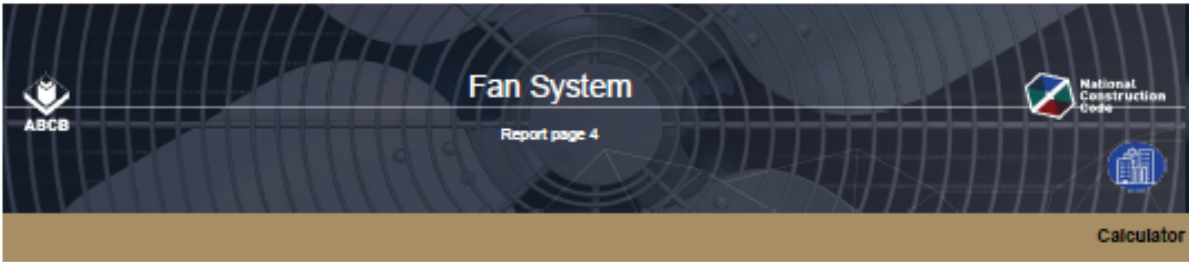 Fan System
ABCB
Report page 4
National
Construction
Code
Calculator